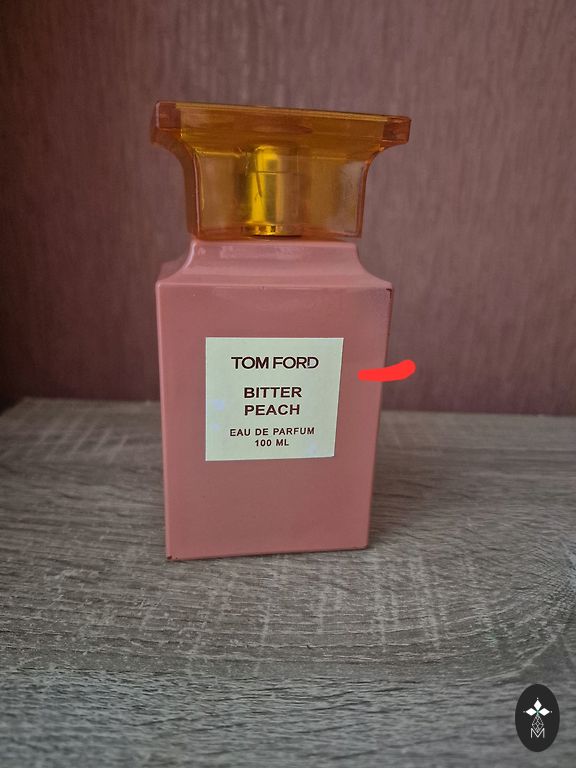 TOM FORD
BITTER
PEACH
EAU DE PARFUM
100 ML
M